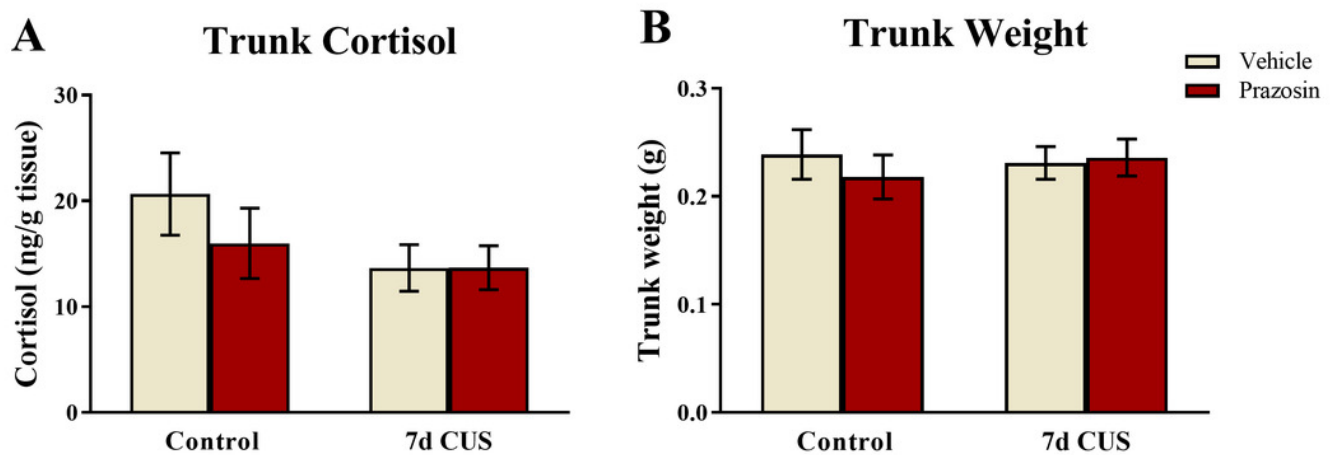 A
Trunk Cortisol
Cortisol (ng/g tissue)
30
20
10
0
Control
7d CUS
B
Trunk Weight
Trunk weight (g)
0.3
0.2
0.1
0.0
Control
7d CUS
Vehicle
Prazosin